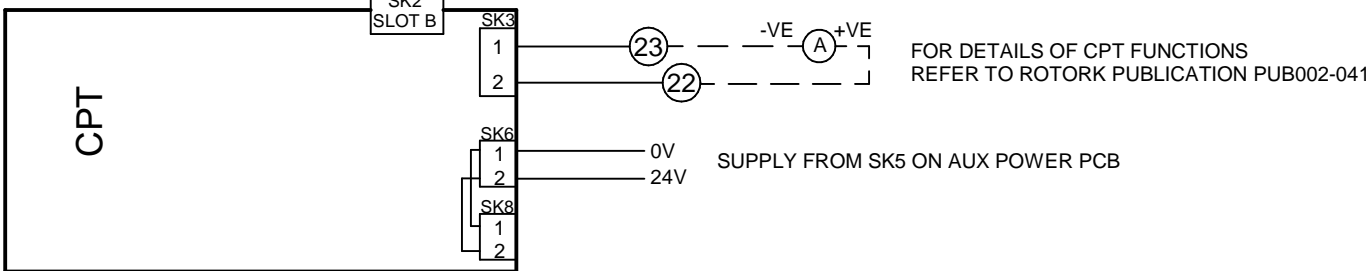 SK2
SLOT B
SK3
1
2
23
22
-VE
A
+VE
FOR DETAILS OF CPT FUNCTIONS
REFER TO ROTORK PUBLICATION PUB002-041
CPT
SK6
1
2
0V
24V
SUPPLY FROM SK5 ON AUX POWER PCB
SK8
1
2